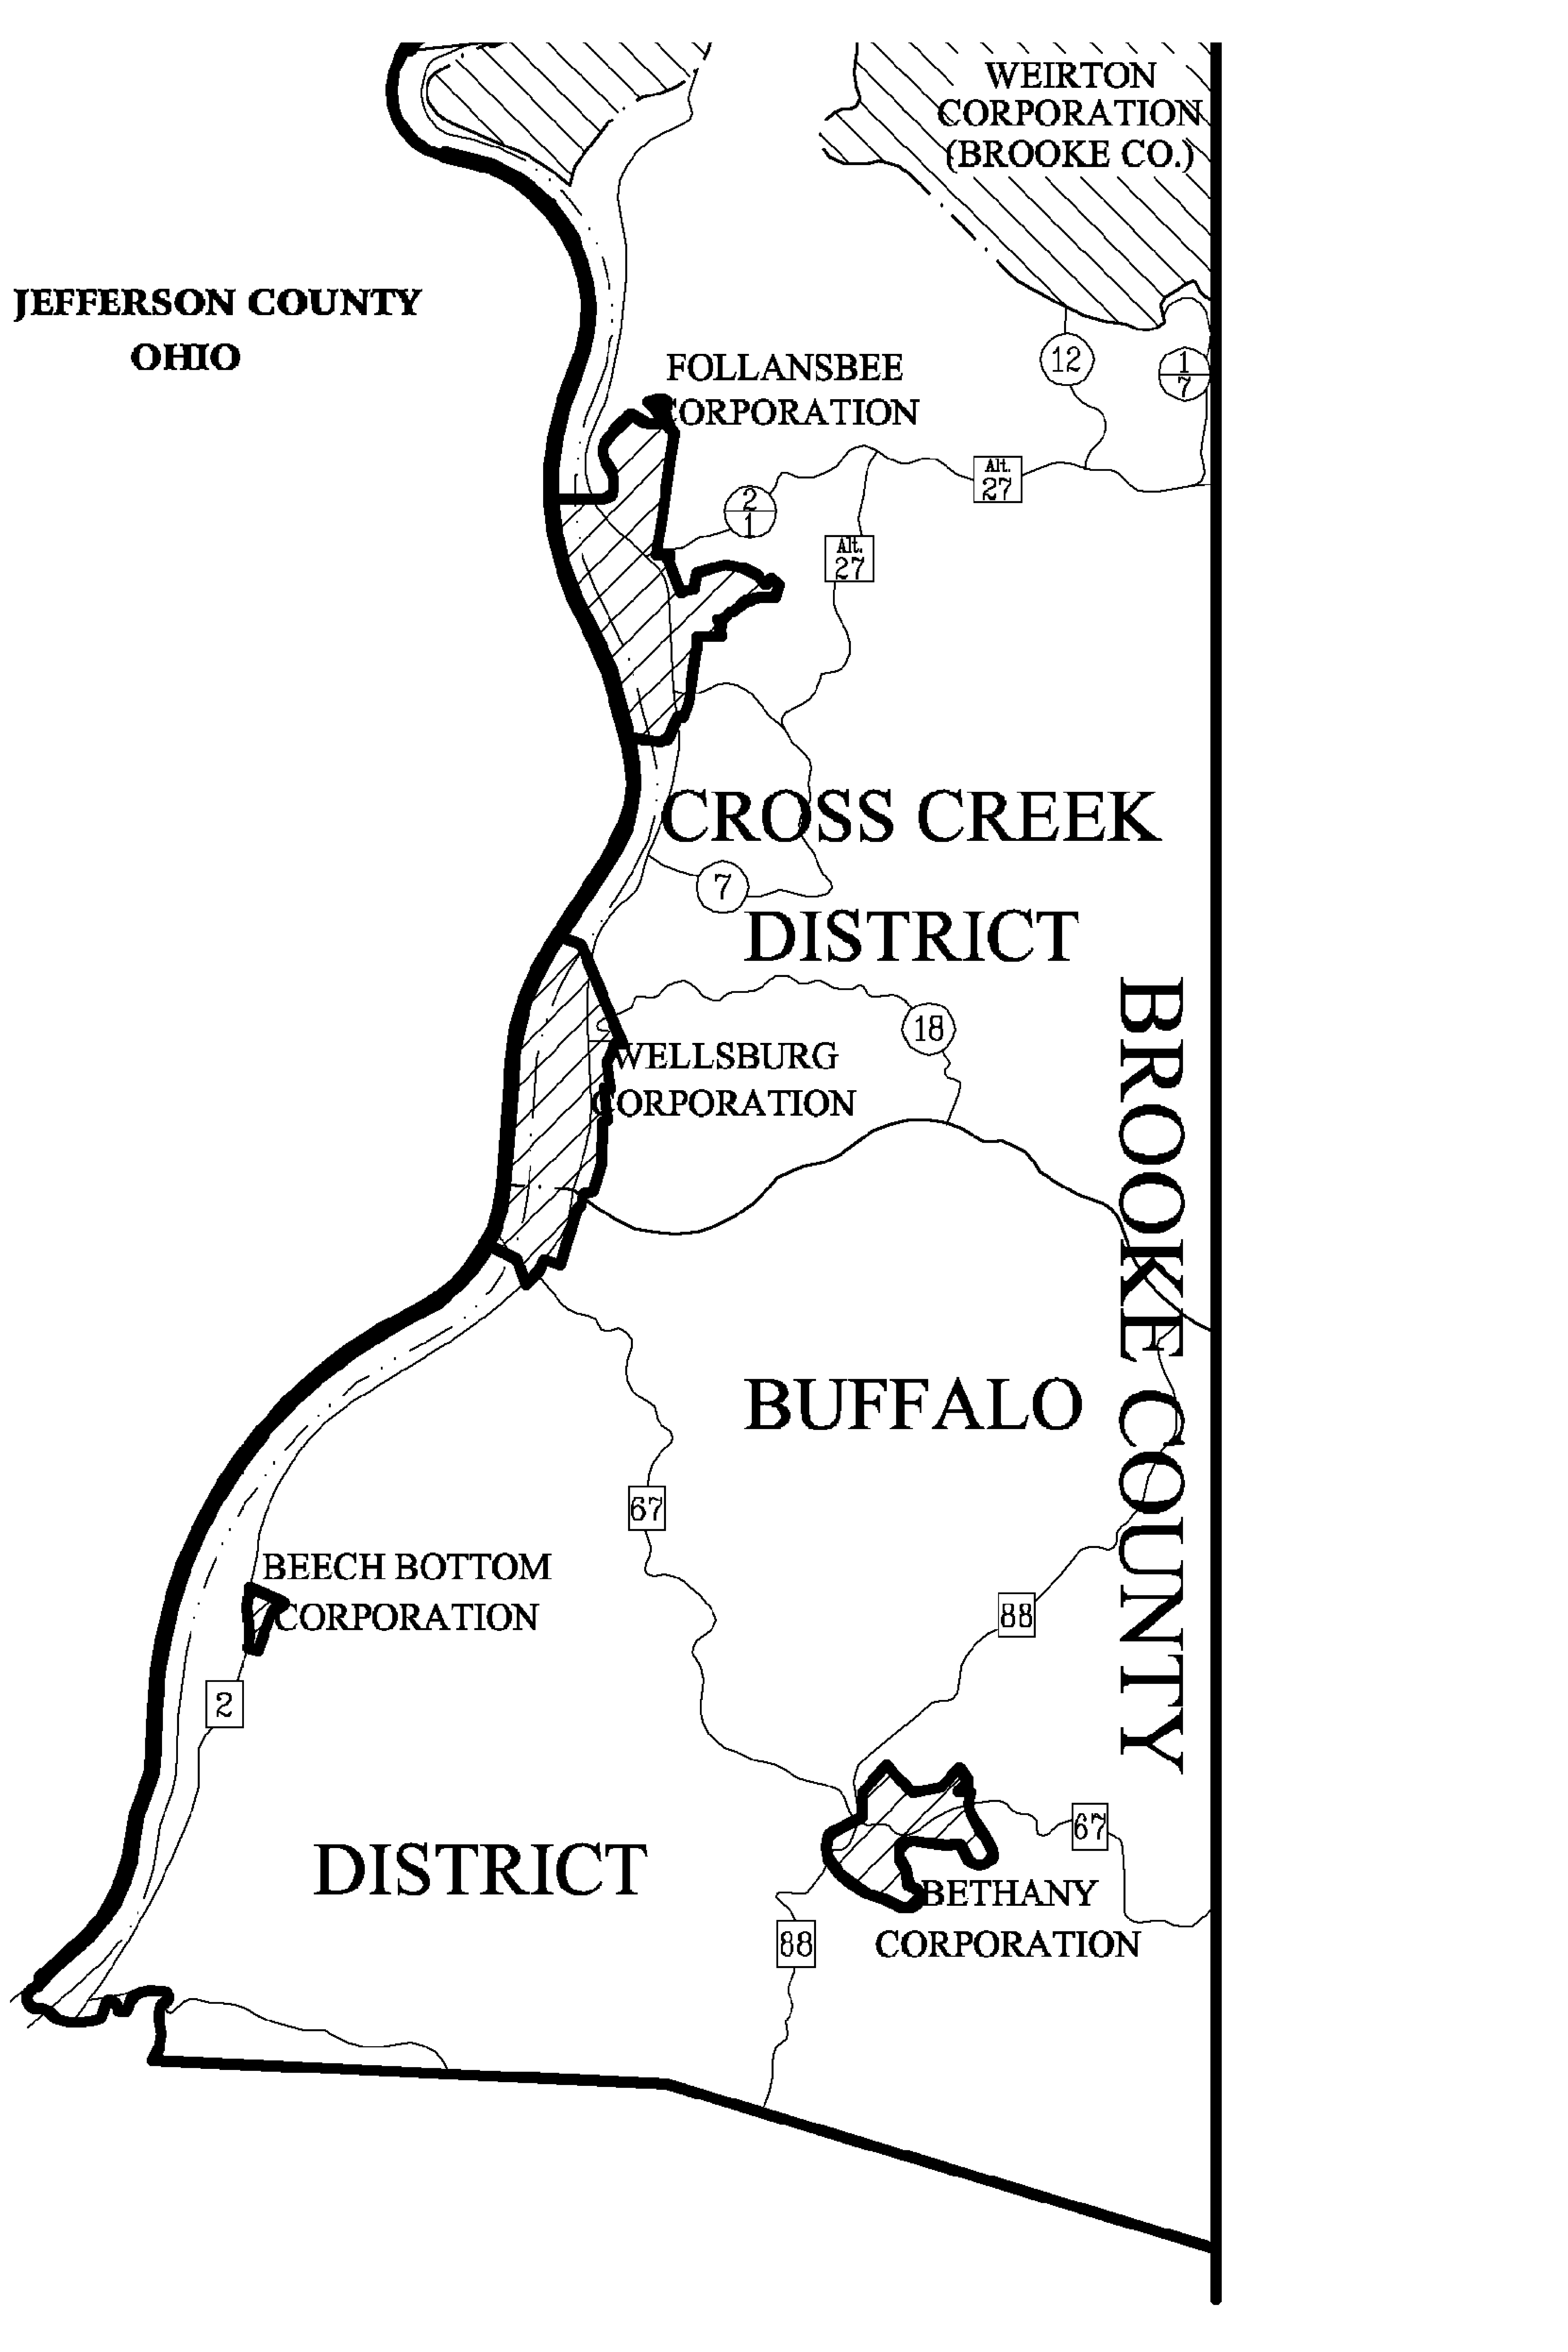 WEIRTON
CORPORATION
(BROOKE CO.)
JEFFERSON COUNTY
OHIO
FOLLANSBEE
CORPORATION
12
1
7
Alt.
27
2
1
Alt.
27
CROSS CREEK
7
DISTRICT
18
WELLSBURG
CORPORATION
BROOKE COUNTY
BUFFALO
67
BEECH BOTTOM
CORPORATION
88
2
67
DISTRICT
BETHANY
CORPORATION
88